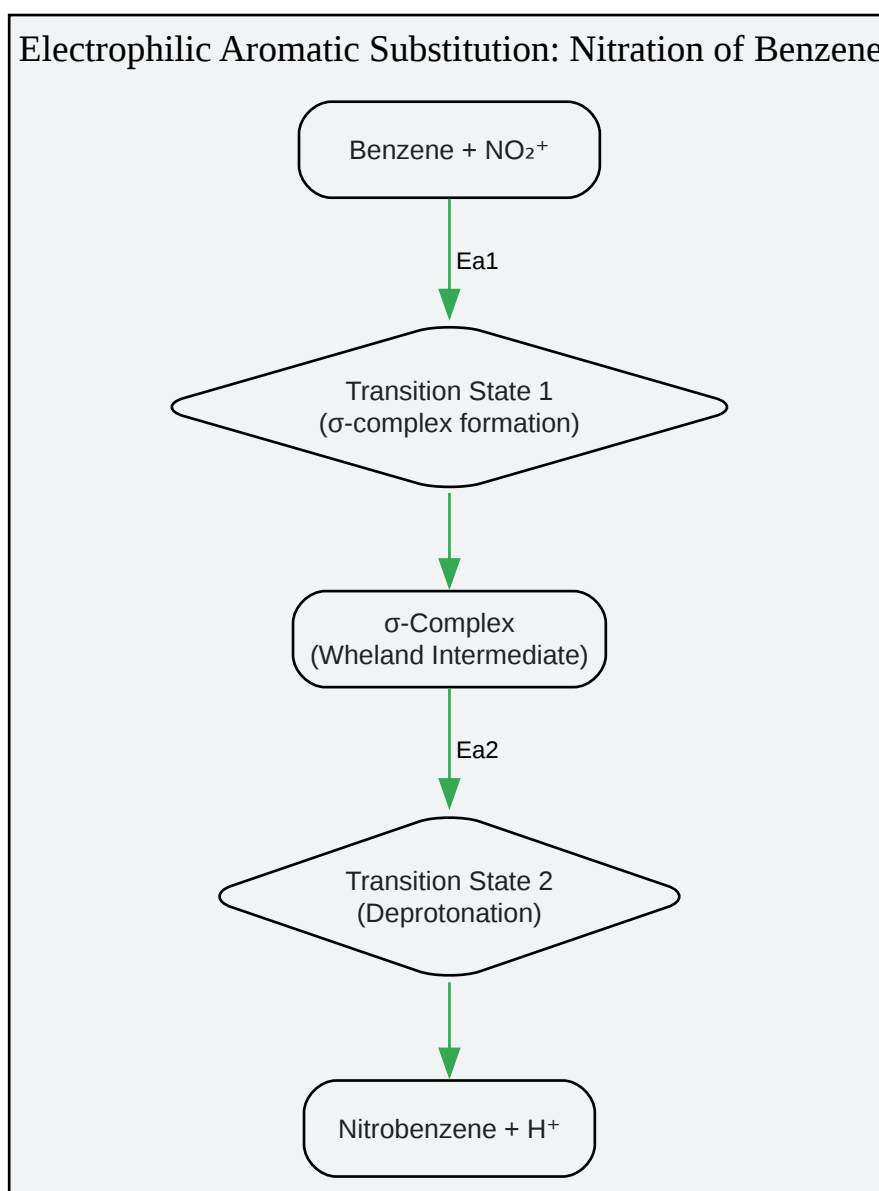 Electrophilic Aromatic Substitution: Nitration of Benzene
Benzene + NO₂⁺
Ea1
Transition State 1
(σ-complex formation)
σ-Complex
(Wheland Intermediate)
Ea2
Transition State 2
(Deprotonation)
Nitrobenzene + H⁺